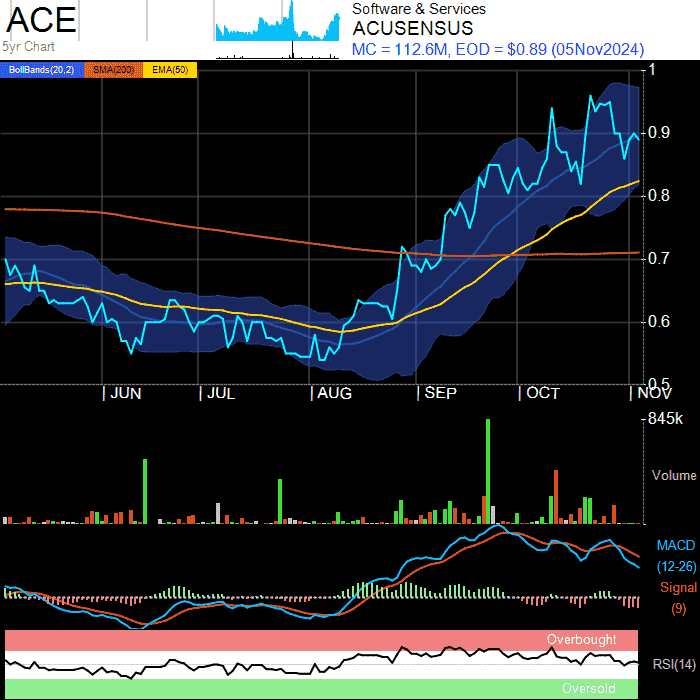 ACE
5yr Chart
Software & Services
ACUSENSUS
MC = 112.6M, EOD = $0.89 (05Nov2024)
BollBands(20,2) SMA(200) EMA(50)
1
0.9
0.8
0.7
0.6
0.5
| JUN | JUL | AUG | SEP | OCT | NOV
845k
Volume
MACD
(12-26)
Signal
(9)
Overbought
RSI(14)
Oversold